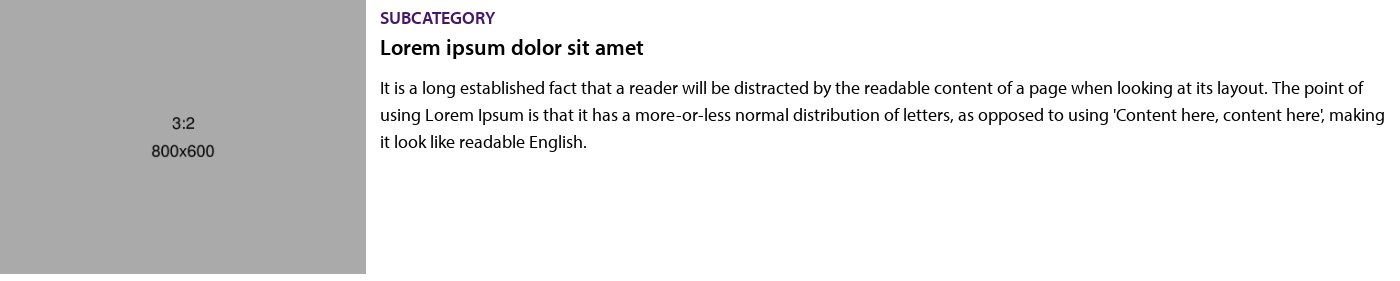 SUBCATEGORY
Lorem ipsum dolor sit amet
It is a long established fact that a reader will be distracted by the readable content of a page when looking at its layout. The point of
using Lorem Ipsum is that it has a more-or-less normal distribution of letters, as opposed to using 'Content here, content here', making
it look like readable English.
3:2
800x600